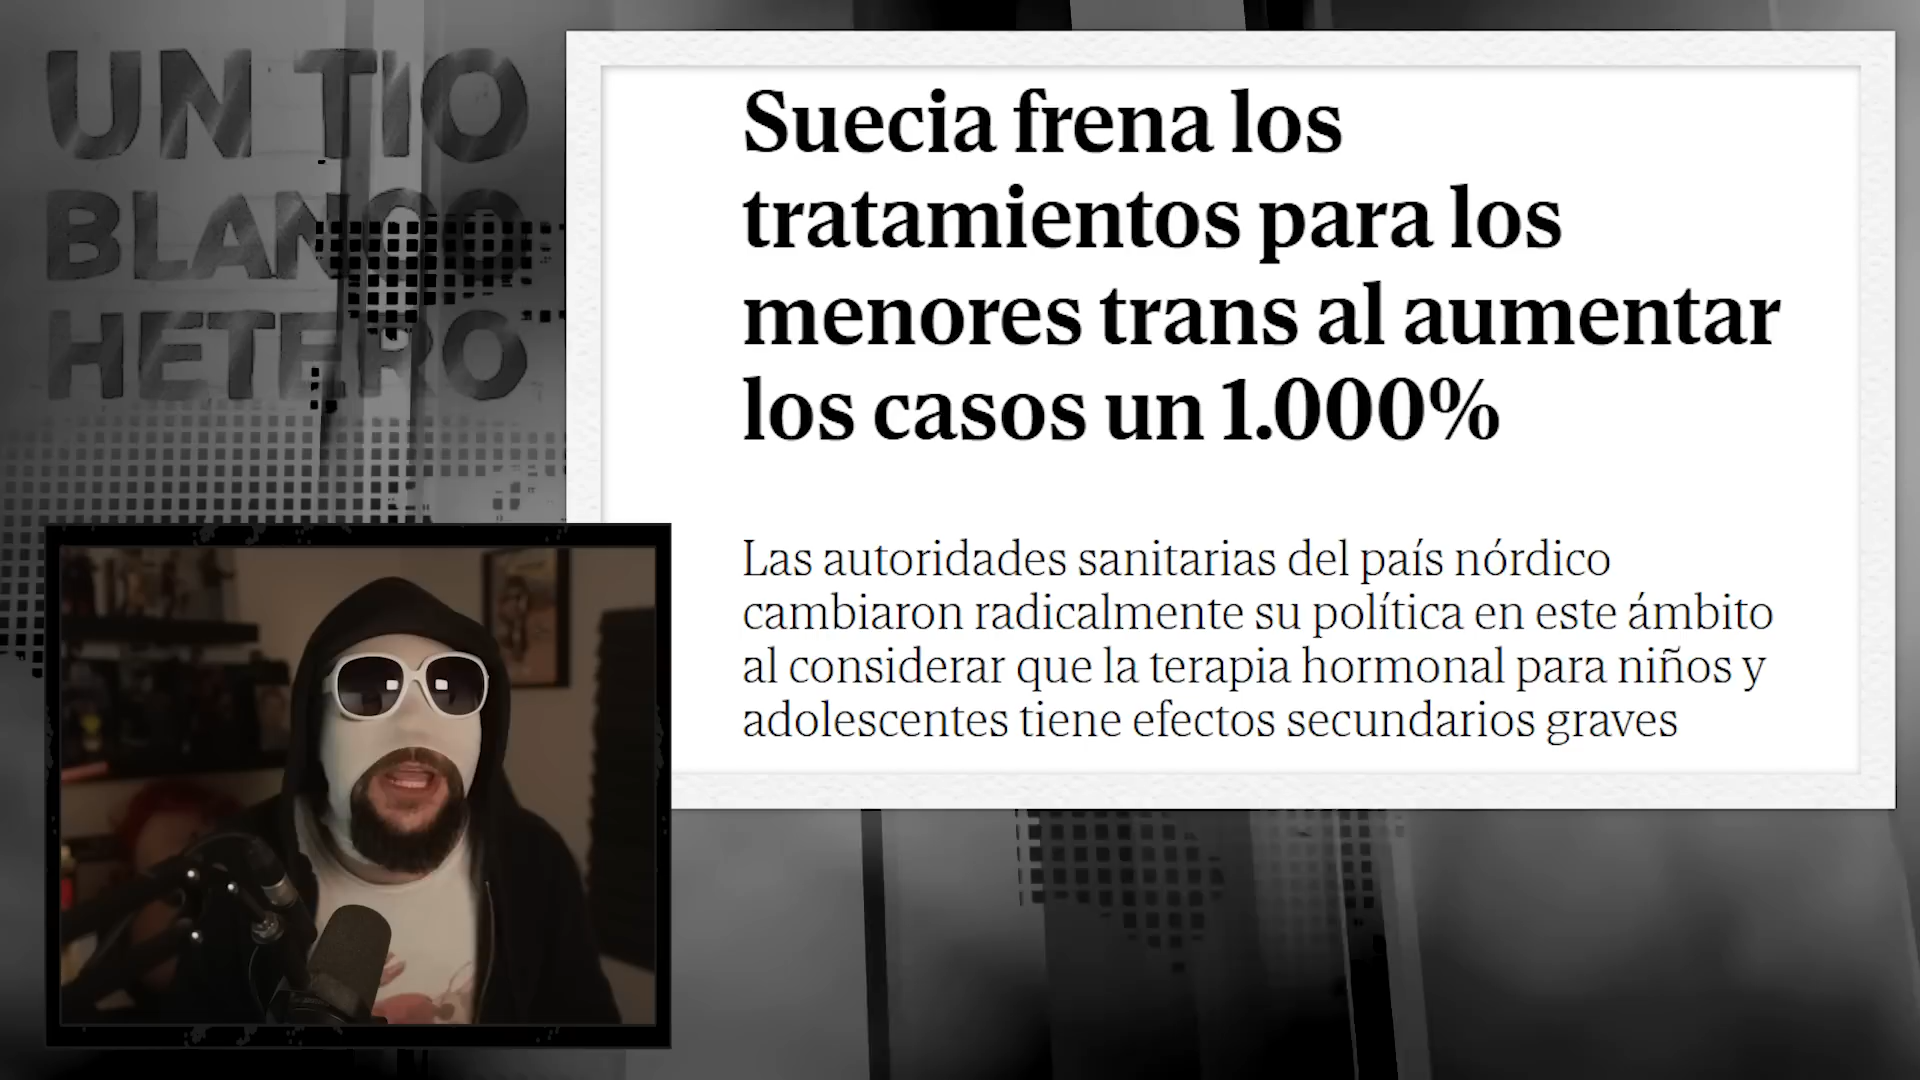 UN TIO
BLANCO
HETERO
Suecia frena los
tratamientos para los
menores trans al aumentar
los casos un 1.000%
Las autoridades sanitarias del país nórdico
cambiaron radicalmente su política en este ámbito
al considerar que la terapia hormonal para niños y
adolescentes tiene efectos secundarios graves